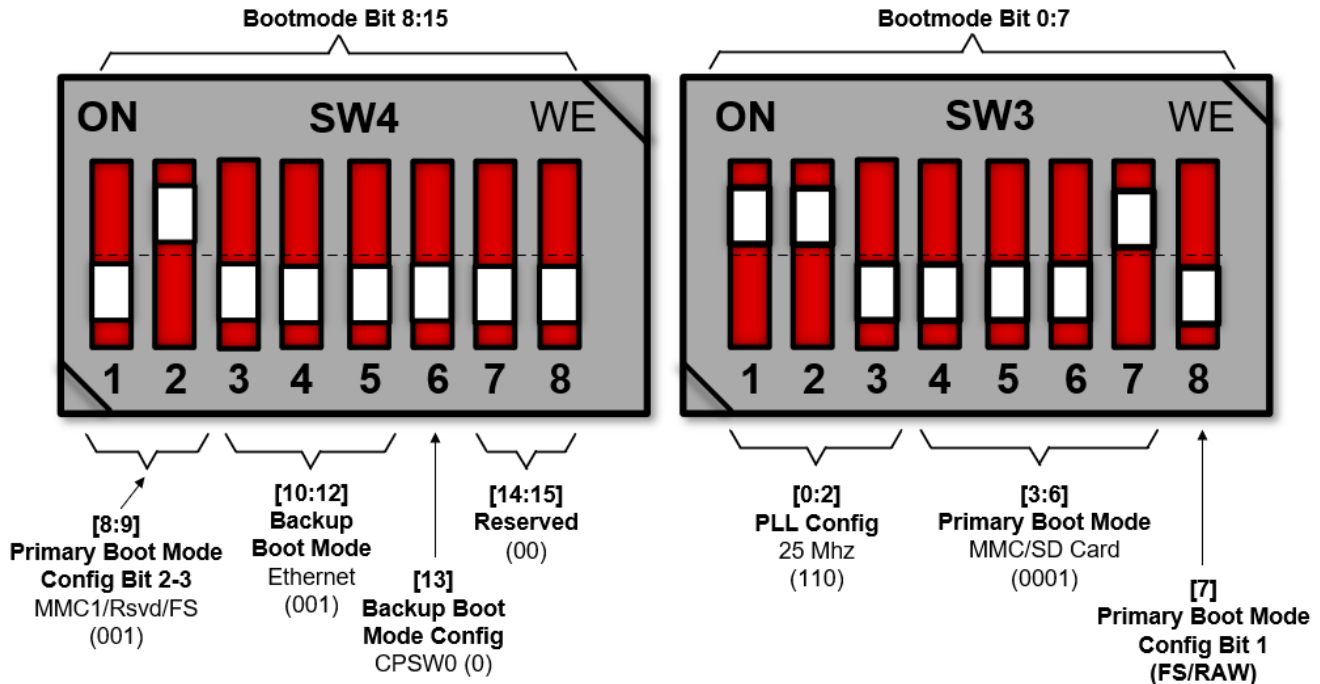 Bootmode Bit 8:15
Bootmode Bit 0:7
ON SW4 WE
ON SW3 WE
1 2 3 4 5 6 7 8
1 2 3 4 5 6 7 8
[8:9]
Primary Boot Mode
Config Bit 2-3
MMC1/Rsvd/FS
(001)
[10:12]
Backup
Boot Mode
Ethernet
(001)
[13]
Backup Boot
Mode Config
CPSW0 (0)
[14:15]
Reserved
(00)
[0:2]
PLL Config
25 Mhz
(110)
[3:6]
Primary Boot Mode
MMC/SD Card
(0001)
[7]
Primary Boot Mode
Config Bit 1
(FS/RAW)